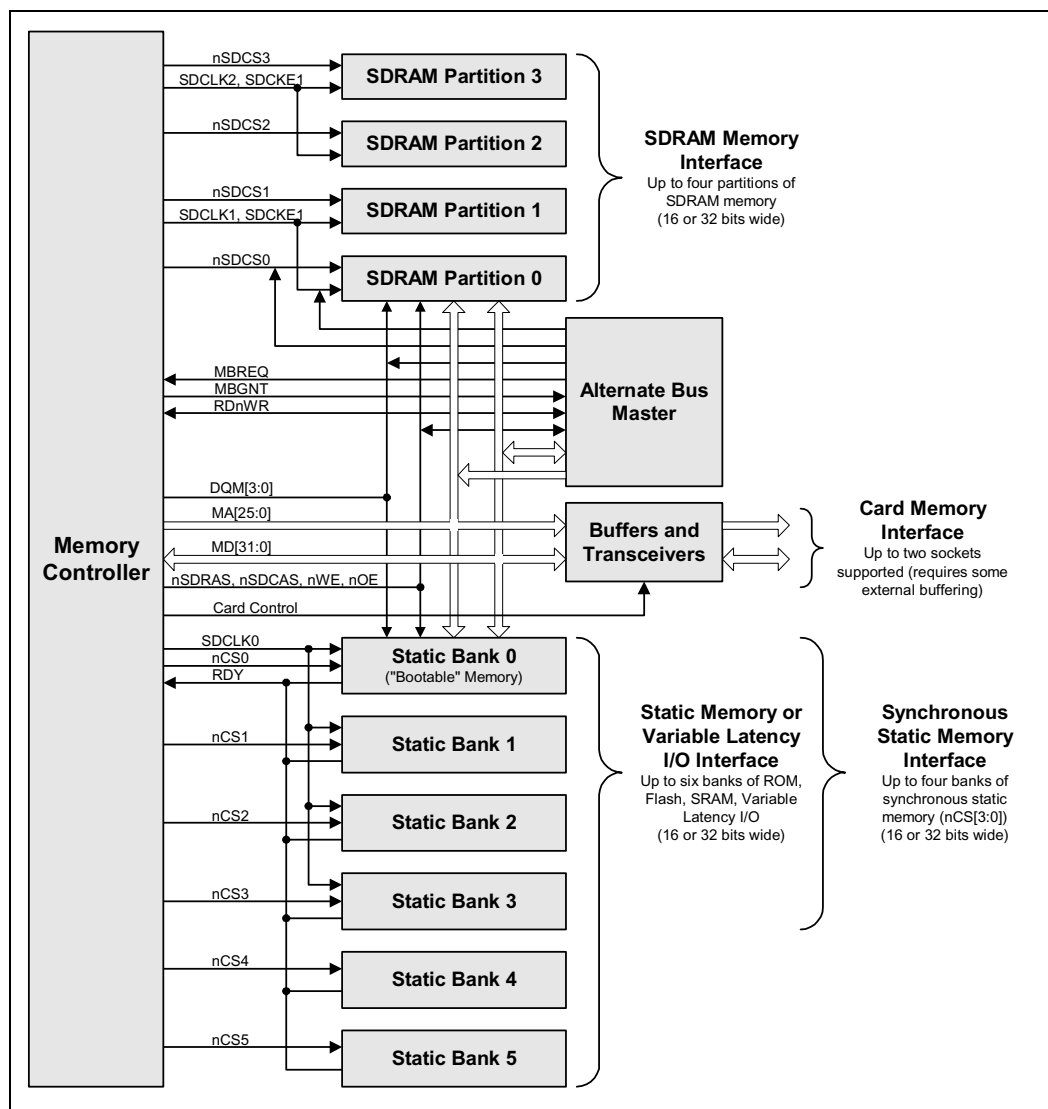 nSDCS3
SDRAM Partition 3
SDCLK2, SDCKE1
nSDCS2
SDRAM Partition 2
SDRAM Memory
Interface
Up to four partitions of
SDRAM memory
(16 or 32 bits wide)
nSDCS1
SDRAM Partition 1
SDCLK1, SDCKE1
nSDCS0
SDRAM Partition 0
MBREQ
MBGNT
RDnWR
Alternate Bus
Master
DQM[3:0]
MA[25:0]
MD[31:0]
Memory
Controller
Buffers and
Transceivers
Card Memory
Interface
Up to two sockets
supported (requires some
external buffering)
nSDRAS, nSDCAS, nWE, nOE
Card Control
SDCLK0
nCS0
RDY
Static Bank 0
("Bootable" Memory)
nCS1
Static Bank 1
nCS2
Static Bank 2
nCS3
Static Bank 3
nCS4
Static Bank 4
nCS5
Static Bank 5
Static Memory or
Variable Latency
I/O Interface
Up to six banks of ROM,
Flash, SRAM, Variable
Latency I/O
(16 or 32 bits wide)
Synchronous
Static Memory
Interface
Up to four banks of
synchronous static
memory (nCS[3:0])
(16 or 32 bits wide)